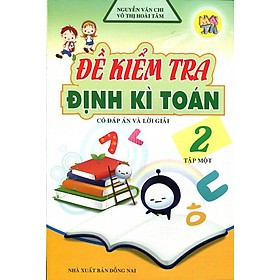 NGUYỄN VĂN CHI
VÕ THỊ HOÀI TÂM
ĐỀ KIỂM TRA
ĐỊNH KÌ TOÁN
CÓ ĐÁP ÁN VÀ LỜI GIẢI
2
TẬP MỘT
NHÀ XUẤT BẢN ĐỒNG NAI